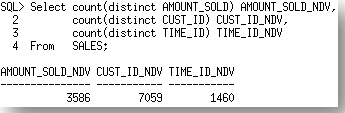 SQL> Select count(distinct AMOUNT_SOLD) AMOUNT_SOLD_NDV,
  2         count(distinct CUST_ID) CUST_ID_NDV,
  3         count(distinct TIME_ID) TIME_ID_NDV
  4  From   SALES;
AMOUNT_SOLD_NDV CUST_ID_NDV TIME_ID_NDV
--------------- ----------- -----------
           3586        7059        1460